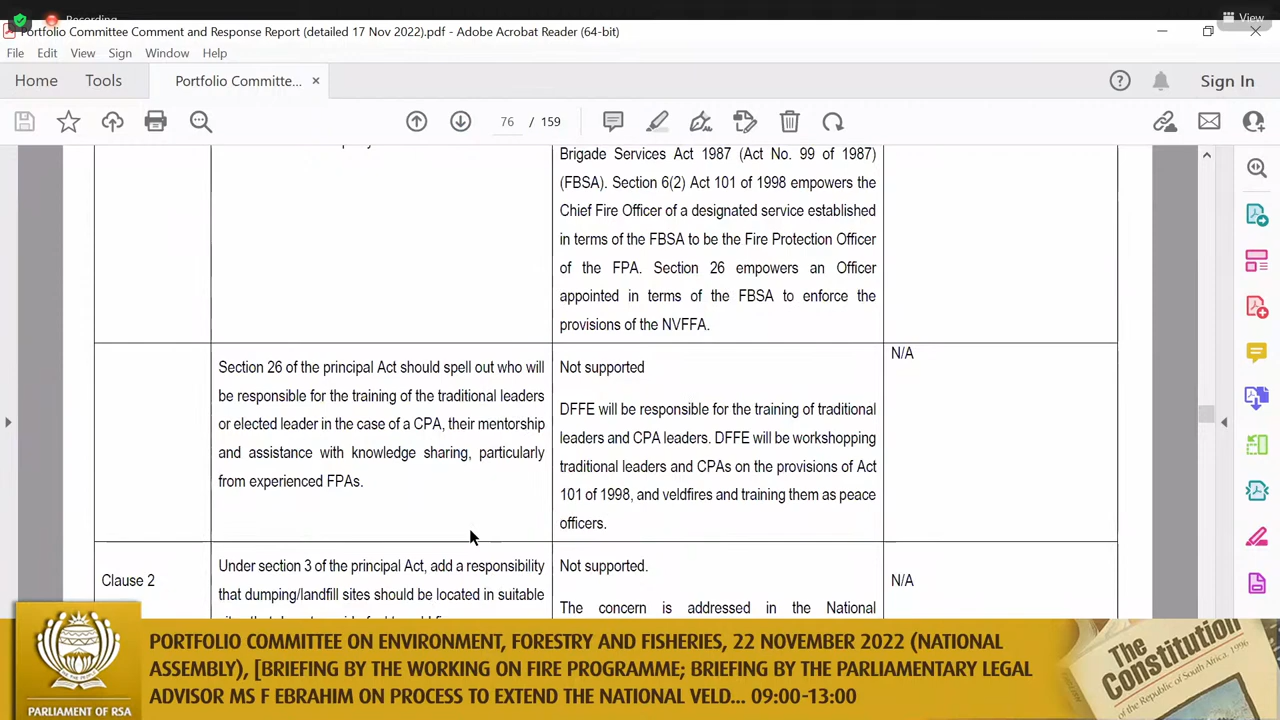 Recording
View
Portfolio Committee Comment and Response Report (detailed 17 Nov 2022).pdf - Adobe Acrobat Reader (64-bit)
File Edit View Sign Window Help
Home Tools Portfolio Committe... × Sign In
76 / 159
Brigade Services Act 1987 (Act No. 99 of 1987)
(FBSA). Section 6(2) Act 101 of 1998 empowers the
Chief Fire Officer of a designated service established
in terms of the FBSA to be the Fire Protection Officer
of the FPA. Section 26 empowers an Officer
appointed in terms of the FBSA to enforce the
provisions of the NVFFA.
Section 26 of the principal Act should spell out who will
be responsible for the training of the traditional leaders
or elected leader in the case of a CPA, their mentorship
and assistance with knowledge sharing, particularly
from experienced FPAs.
Not supported
DFFE will be responsible for the training of traditional
leaders and CPA leaders. DFFE will be workshopping
traditional leaders and CPAs on the provisions of Act
101 of 1998, and veldfires and training them as peace
officers.
N/A
Clause 2
Under section 3 of the principal Act, add a responsibility
that dumping/landfill sites should be located in suitable
Not supported.
The concern is addressed in the National
N/A
PARLIAMENT OF RSA
PORTFOLIO COMMITTEE ON ENVIRONMENT, FORESTRY AND FISHERIES, 22 NOVEMBER 2022 (NATIONAL
ASSEMBLY), [BRIEFING BY THE WORKING ON FIRE PROGRAMME; BRIEFING BY THE PARLIAMENTARY LEGAL
ADVISOR MS F EBRAHIM ON PROCESS TO EXTEND THE NATIONAL VELD... 09:00-13:00
The
Constitution
of the Republic of South Africa, 1996